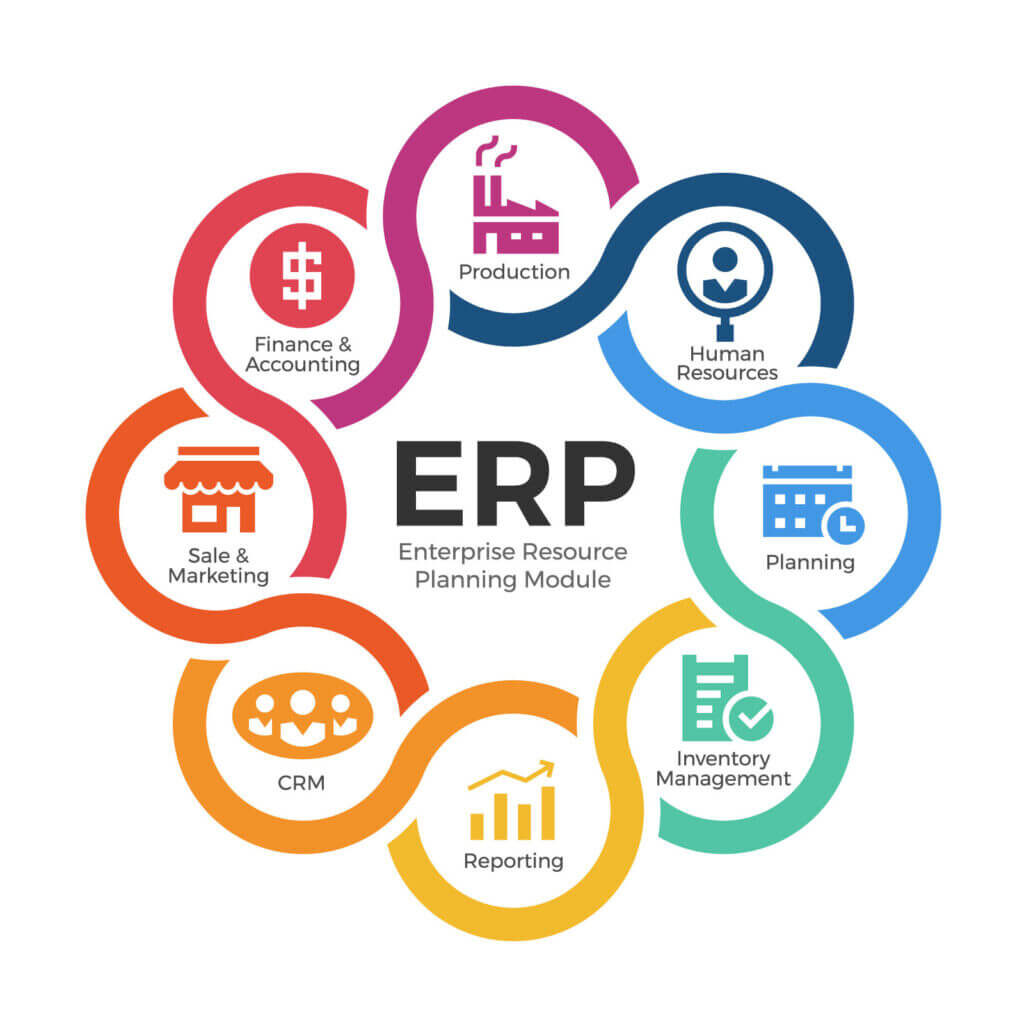 Production
Human
Resources
Finance &
Accounting
ERP
Enterprise Resource
Planning Module
Planning
Sale &
Marketing
Inventory
Management
CRM
Reporting